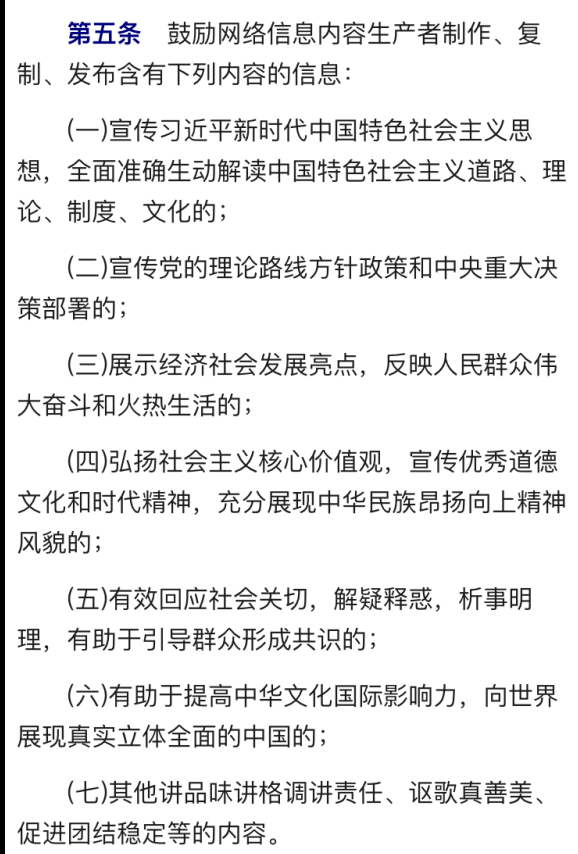 第五条 鼓励网络信息内容生产者制作、复
制、发布含有下列内容的信息：
(一)宣传习近平新时代中国特色社会主义思
想，全面准确生动解读中国特色社会主义道路、理
论、制度、文化的；
(二)宣传党的理论路线方针政策和中央重大决
策部署的；
(三)展示经济社会发展亮点，反映人民群众伟
大奋斗和火热生活的；
(四)弘扬社会主义核心价值观，宣传优秀道德
文化和时代精神，充分展现中华民族昂扬向上精神
风貌的；
(五)有效回应社会关切，解疑释惑，析事明
理，有助于引导群众形成共识的；
(六)有助于提高中华文化国际影响力，向世界
展现真实立体全面的中国的；
(七)其他讲品味讲格调讲责任、讴歌真善美、
促进团结稳定等的内容。